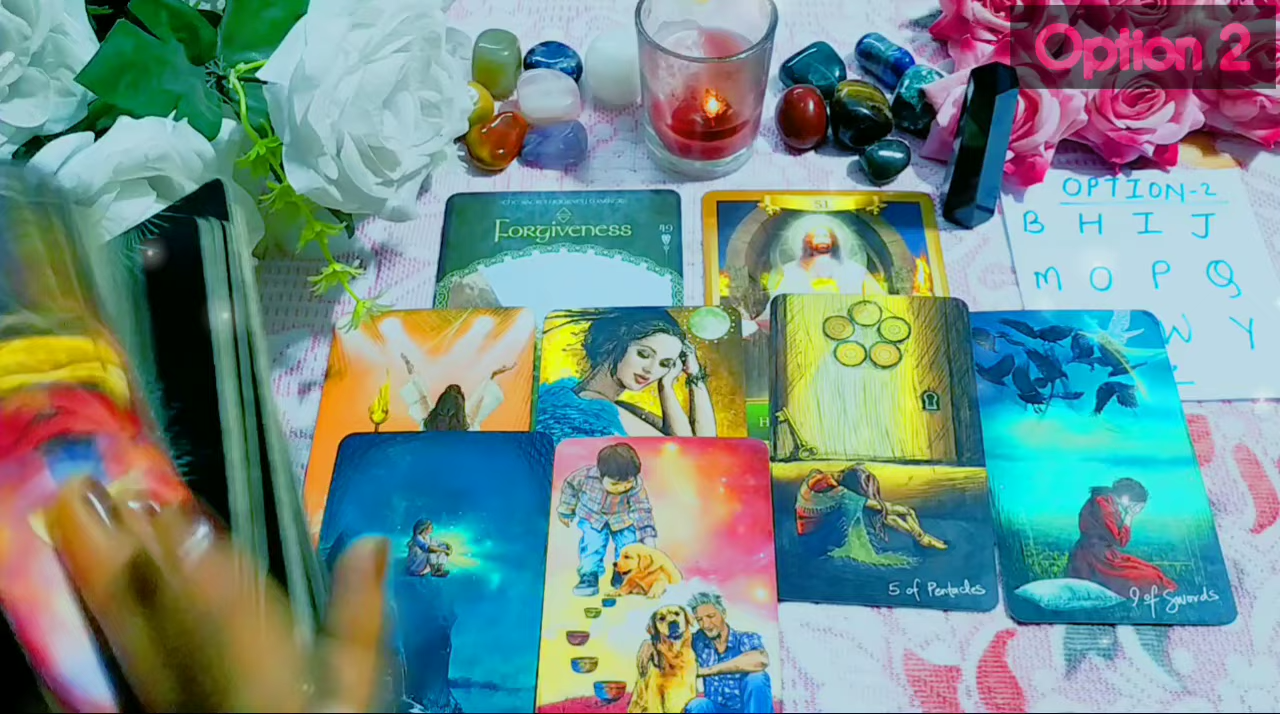 Option 2
OPTION-2
B H I J
M O P Q
W Y
FORGIVENESS
49
51
5 of Pentacles
9 of Swords